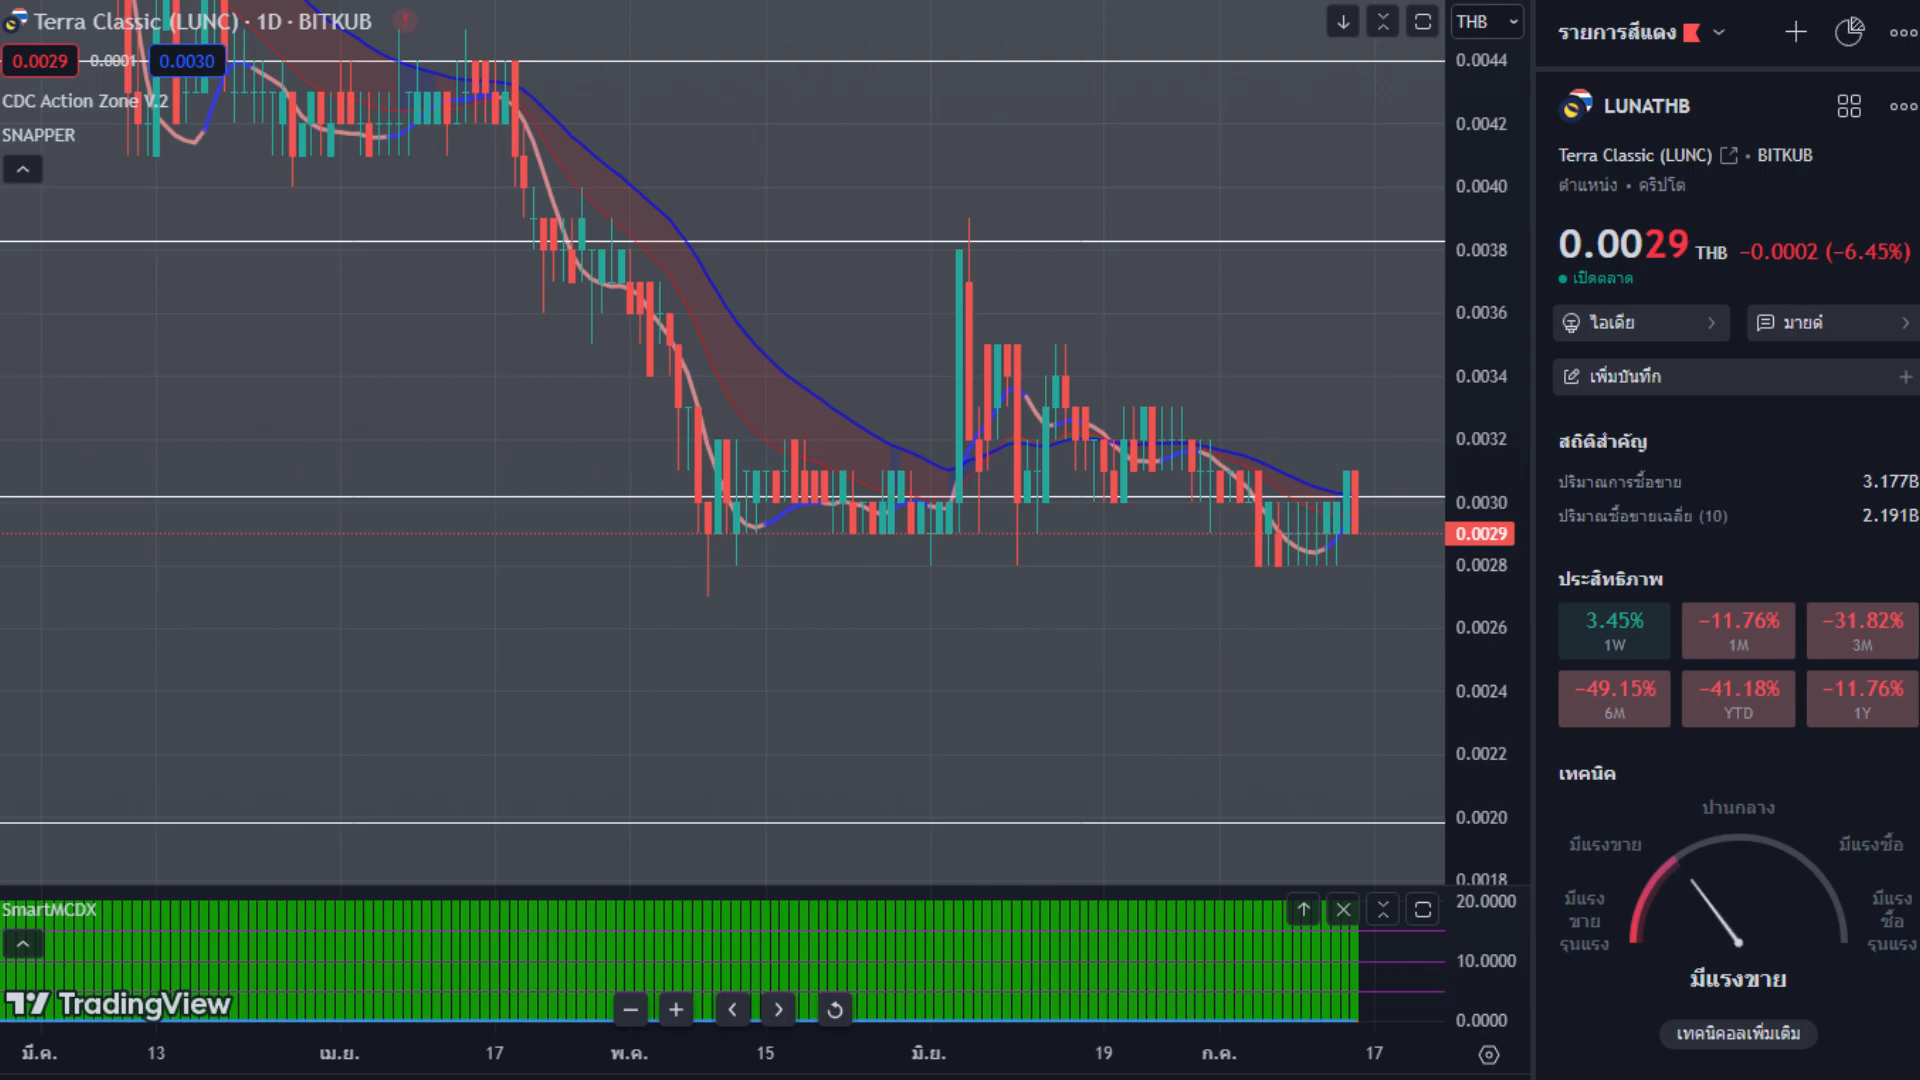 Terra Classic (LUNC) · 1D · BITKUB
0.0029 0.0001 0.0030
CDC Action Zone V.2
SNAPPER
THB
0.0044
0.0042
0.0040
0.0038
0.0036
0.0034
0.0032
0.0030
0.0029
0.0028
0.0026
0.0024
0.0022
0.0020
0.0018
SmartMCDX
20.0000
10.0000
0.0000
TradingView
มี.ค. 13 เม.ย. 17 พ.ค. 15 มิ.ย. 19 ก.ค. 17
รายการสีแดง
LUNATHB
Terra Classic (LUNC) • BITKUB
ตำแหน่ง • คริปโต
0.0029 THB −0.0002 (−6.45%)
เปิดตลาด
ไอเดีย
มายด์
เพิ่มบันทึก
สถิติสำคัญ
ปริมาณการซื้อขาย 3.177B
ปริมาณซื้อขายเฉลี่ย (10) 2.191B
ประสิทธิภาพ
3.45% −11.76% −31.82%
1W 1M 3M
−49.15% −41.18% −11.76%
6M YTD 1Y
เทคนิค
ปานกลาง
มีแรงขาย มีแรงซื้อ
มีแรงขายรุนแรง มีแรงซื้อรุนแรง
มีแรงขาย
เทคนิคอลเพิ่มเติม